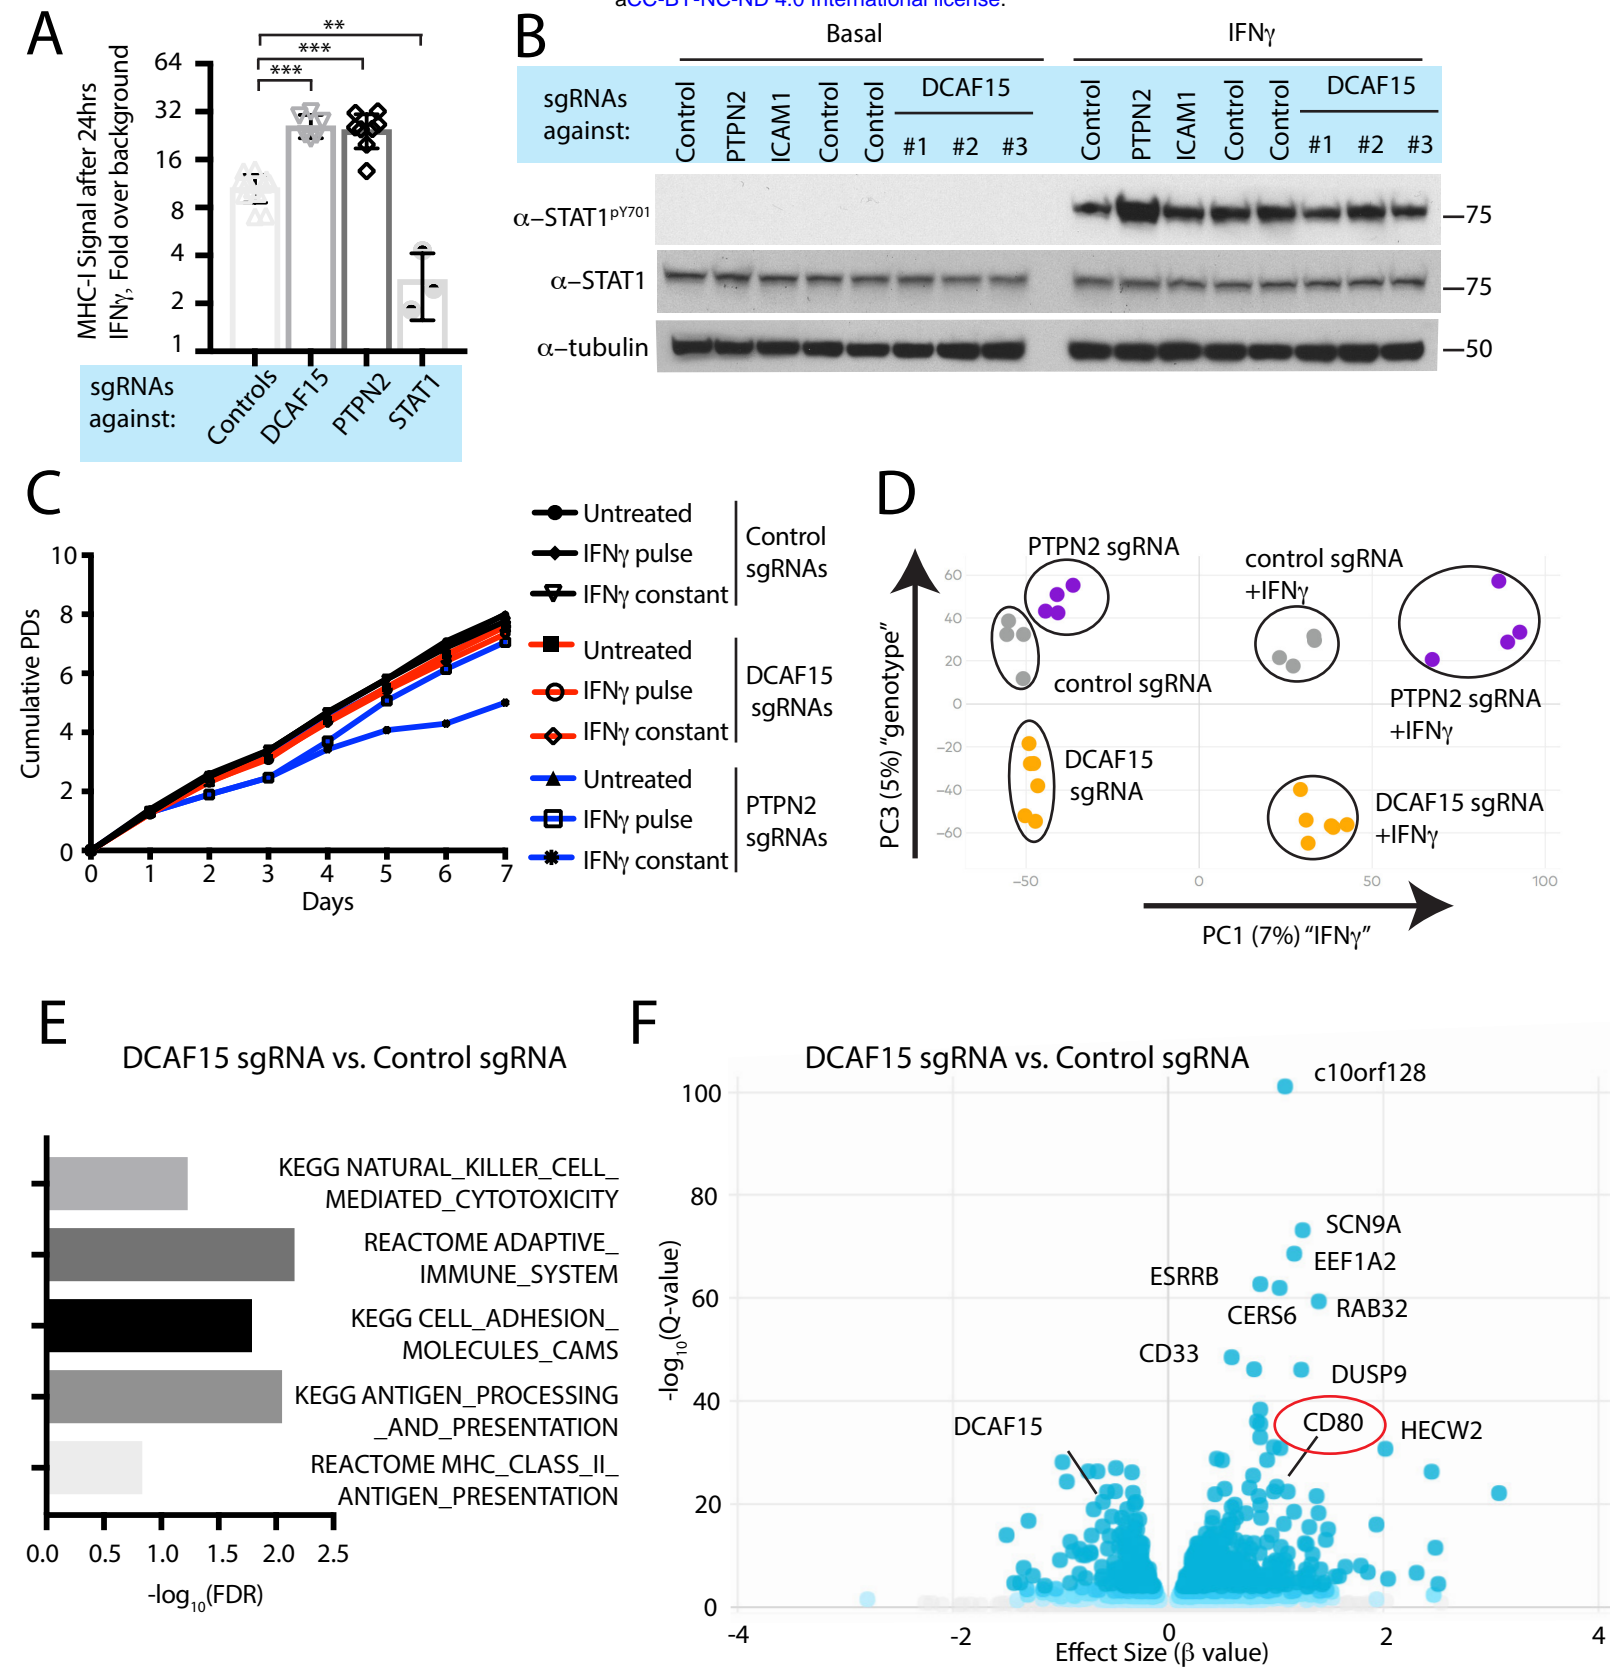 aCC-BY-NC-ND 4.0 International license.
A
MHC-I Signal after 24hrs
IFNγ, Fold over background
64
32
16
8
4
2
1
**
***
***
sgRNAs
against:
Controls
DCAF15
PTPN2
STAT1
B
Basal
IFNγ
sgRNAs
against:
Control
PTPN2
ICAM1
Control
Control
DCAF15
#1
#2
#3
Control
PTPN2
ICAM1
Control
Control
DCAF15
#1
#2
#3
α–STAT1pY701
–75
α–STAT1
–75
α–tubulin
–50
C
Cumulative PDs
10
8
6
4
2
0
0
1
2
3
4
5
6
7
Days
Untreated
IFNγ pulse
IFNγ constant
Control
sgRNAs
Untreated
IFNγ pulse
IFNγ constant
DCAF15
sgRNAs
Untreated
IFNγ pulse
IFNγ constant
PTPN2
sgRNAs
D
PC3 (5%) “genotype”
60
40
20
0
−20
−40
−60
PTPN2 sgRNA
control sgRNA
+IFNγ
control sgRNA
PTPN2 sgRNA
+IFNγ
DCAF15
sgRNA
DCAF15 sgRNA
+IFNγ
−50
0
50
100
PC1 (7%) “IFNγ”
E
DCAF15 sgRNA vs. Control sgRNA
KEGG NATURAL_KILLER_CELL_
MEDIATED_CYTOTOXICITY
REACTOME ADAPTIVE_
IMMUNE_SYSTEM
KEGG CELL_ADHESION_
MOLECULES_CAMS
KEGG ANTIGEN_PROCESSING
_AND_PRESENTATION
REACTOME MHC_CLASS_II_
ANTIGEN_PRESENTATION
0.0
0.5
1.0
1.5
2.0
2.5
-log10(FDR)
F
DCAF15 sgRNA vs. Control sgRNA
-log10(Q-value)
100
80
60
40
20
0
c10orf128
SCN9A
EEF1A2
ESRRB
CERS6
RAB32
CD33
DUSP9
CD80
HECW2
DCAF15
-4
-2
0
2
4
Effect Size (β value)